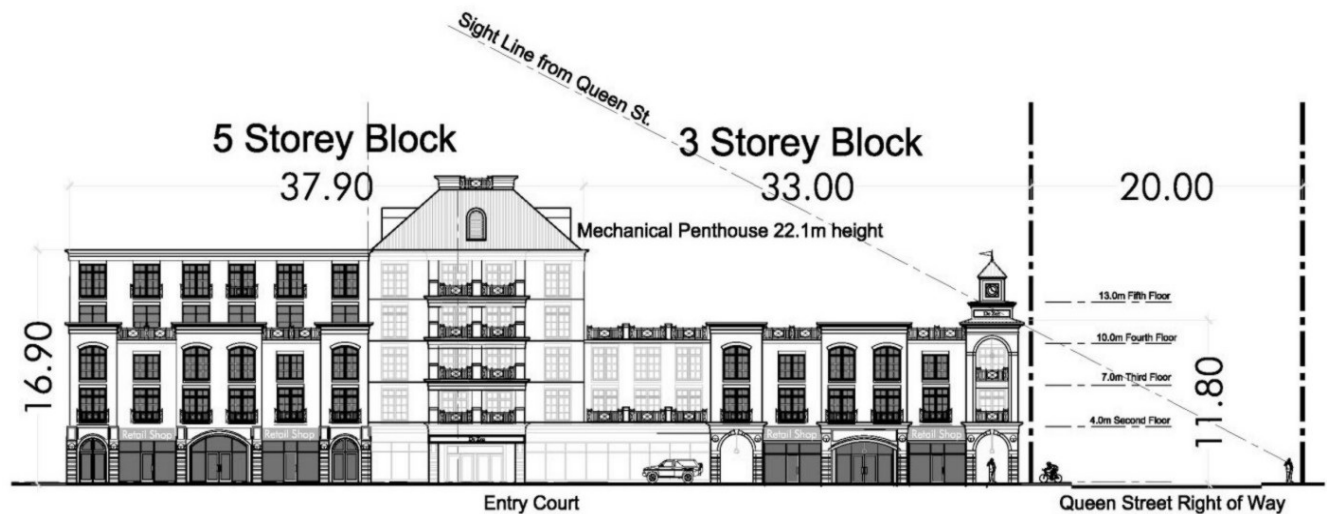 Sight Line from Queen St.
5 Storey Block
3 Storey Block
37.90
33.00
20.00
Mechanical Penthouse 22.1m height
13.0m Fifth Floor
10.0m Fourth Floor
7.0m Third Floor
4.0m Second Floor
16.90
11.80
Retail Shop
Retail Shop
Retail Shop
Retail Shop
Entry Court
Queen Street Right of Way